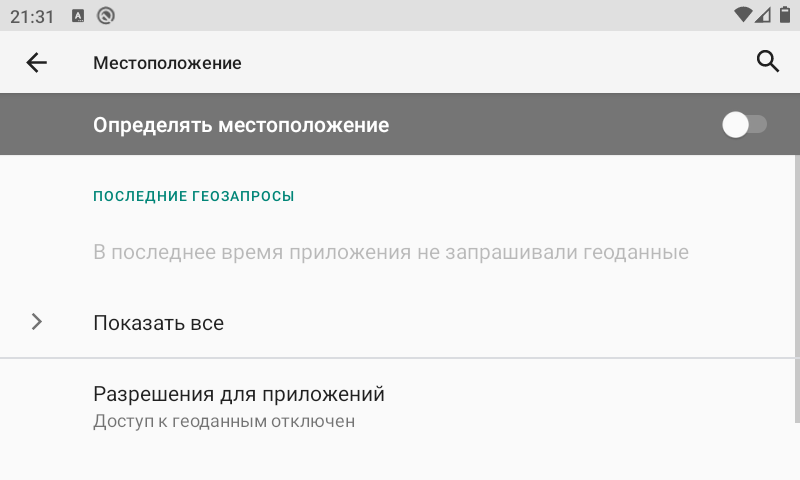 21:31
Местоположение
Определять местоположение
ПОСЛЕДНИЕ ГЕОЗАПРОСЫ
В последнее время приложения не запрашивали геоданные
Показать все
Разрешения для приложений
Доступ к геоданным отключен